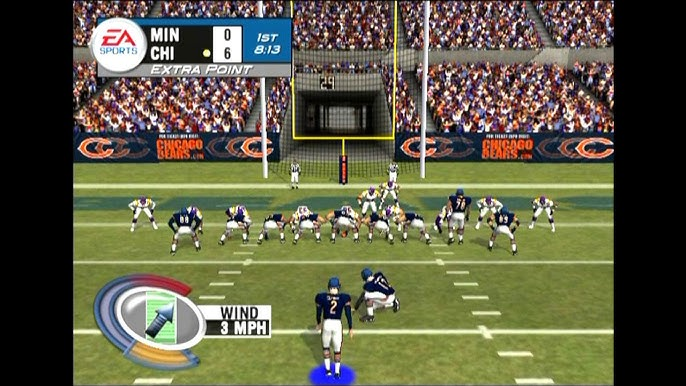 EA
SPORTS
MIN 0
CHI 6
1ST
8:13
EXTRA POINT
CHICAGO
BEARS.COM
CHICAGO
BEARS.COM
WIND
3 MPH
2